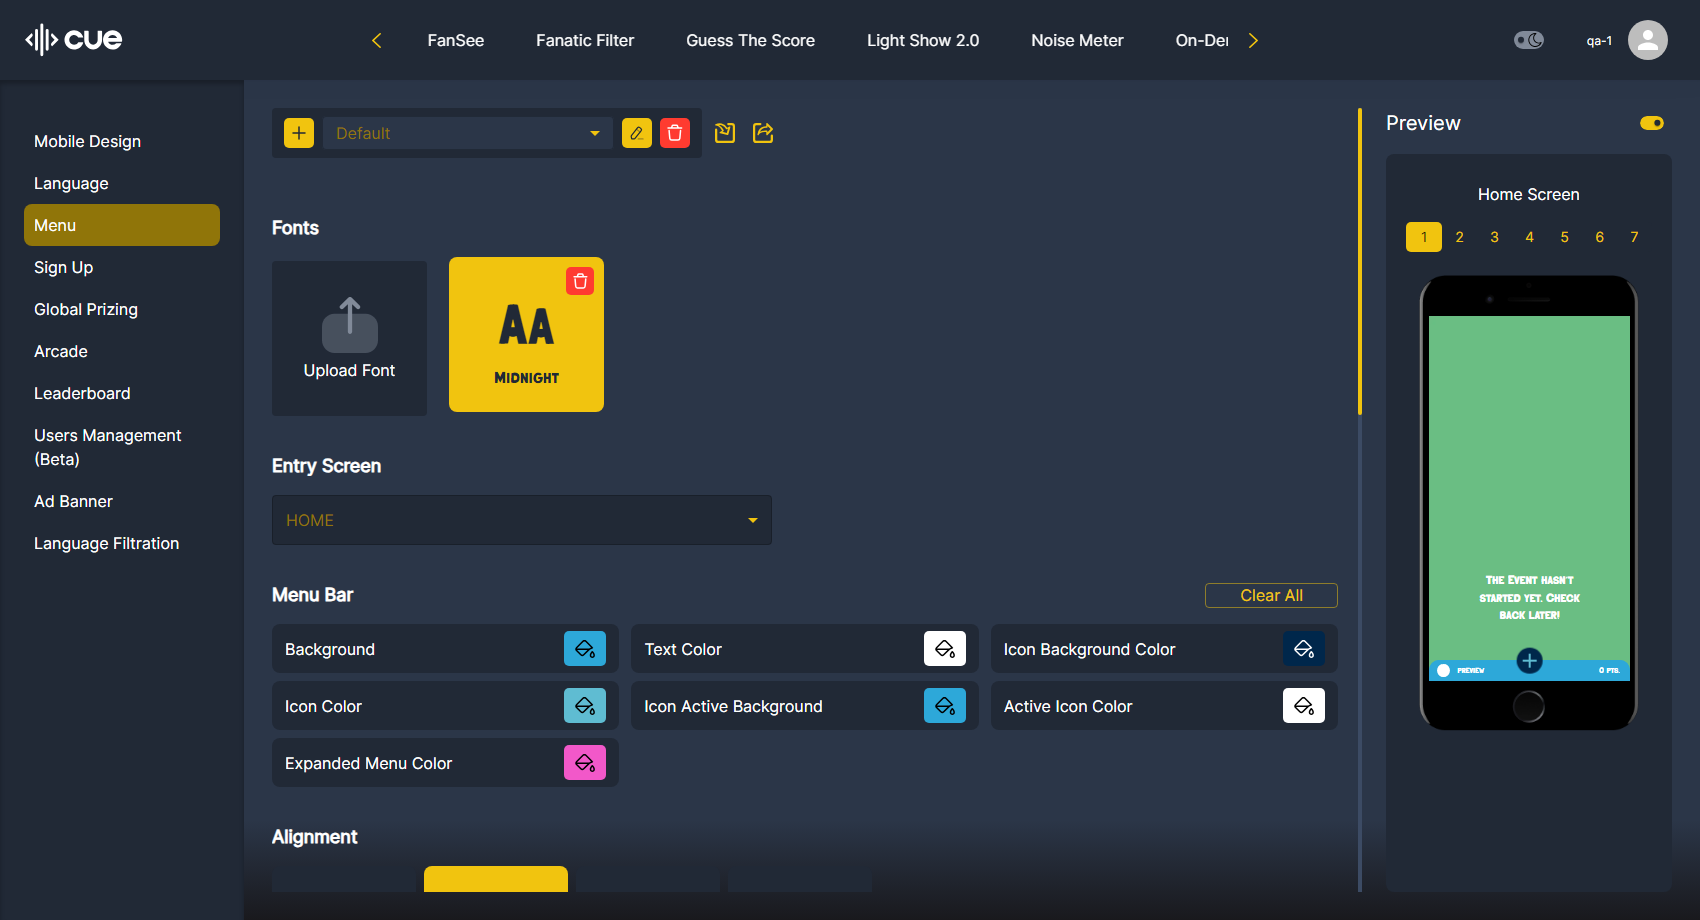 cue
FanSee
Fanatic Filter
Guess The Score
Light Show 2.0
Noise Meter
On-De
qa-1
Mobile Design
Language
Menu
Sign Up
Global Prizing
Arcade
Leaderboard
Users Management
(Beta)
Ad Banner
Language Filtration
Default
Fonts
Upload Font
AA
MIDNIGHT
Entry Screen
HOME
Menu Bar
Clear All
Background
Text Color
Icon Background Color
Icon Color
Icon Active Background
Active Icon Color
Expanded Menu Color
Alignment
Preview
Home Screen
1 2 3 4 5 6 7
THE EVENT HASN'T
STARTED YET. CHECK
BACK LATER!
PREVIEW
0 PTS.